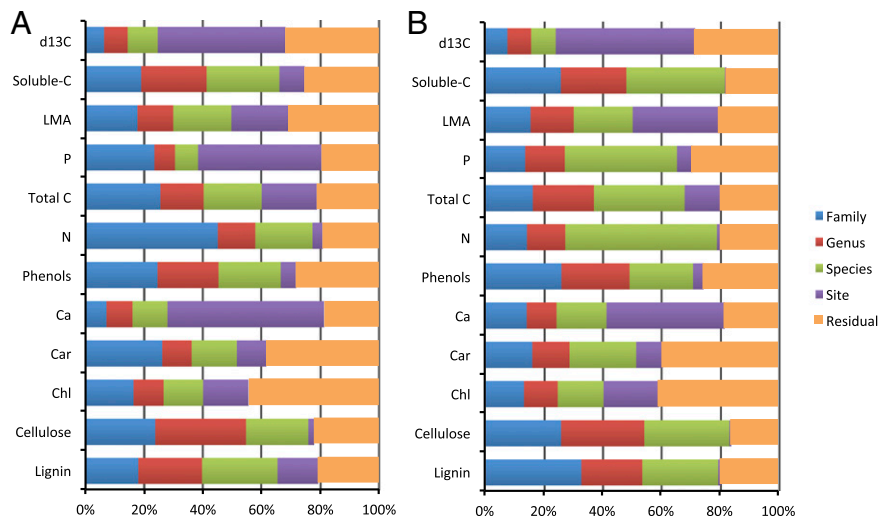 A
d13C
Soluble-C
LMA
P
Total C
N
Phenols
Ca
Car
Chl
Cellulose
Lignin
0% 20% 40% 60% 80% 100%
B
d13C
Soluble-C
LMA
P
Total C
N
Phenols
Ca
Car
Chl
Cellulose
Lignin
0% 20% 40% 60% 80% 100%
Family
Genus
Species
Site
Residual